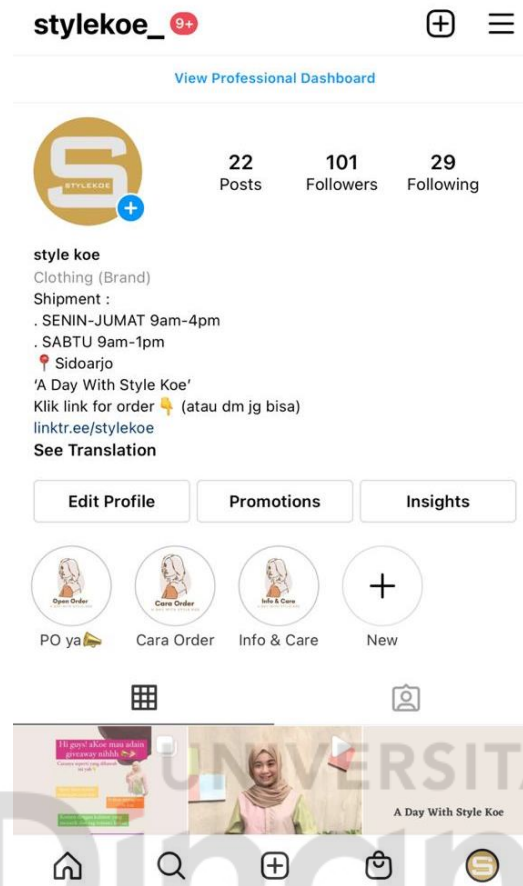 stylekoe_ 9+
View Professional Dashboard
S
STYLEKOE
22 101 29
Posts Followers Following
style koe
Clothing (Brand)
Shipment :
. SENIN-JUMAT 9am-4pm
. SABTU 9am-1pm
📍 Sidoarjo
‘A Day With Style Koe’
Klik link for order 👇 (atau dm jg bisa)
linktr.ee/stylekoe
See Translation
Edit Profile Promotions Insights
Open Order
Cara Order
Info & Care
PO ya📣 Cara Order Info & Care New
Hi guys! aKoe mau adain
giveaway nihhh
A Day With Style Koe
UNIVERSITA
Dinam